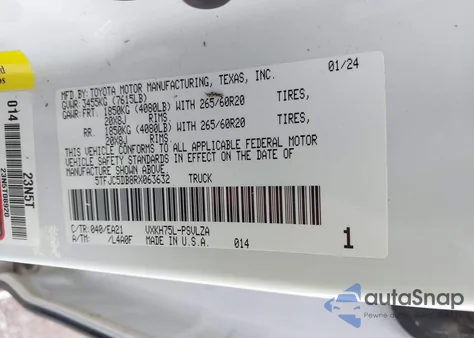 MFD.BY: TOYOTA MOTOR MANUFACTURING, TEXAS, INC. 01/24
GVWR: 3455KG (7615LB)
GAWR: FRT. 1850KG (4080LB) WITH 265/60R20 TIRES,
20X8J RIMS
RR. 1850KG (4080LB) WITH 265/60R20 TIRES,
20X8J RIMS
THIS VEHICLE CONFORMS TO ALL APPLICABLE FEDERAL MOTOR
VEHICLE SAFETY STANDARDS IN EFFECT ON THE DATE OF
MANUFACTURE SHOWN ABOVE.
5TFJC5DB8RX063632 TRUCK
C/TR: 040/EA21 VXKH75L-PSVLZA
A/TM: /L4A0F MADE IN U.S.A. 014
1
014
23N5T
23N5T08920
autoSnap